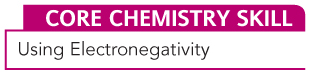 CORE CHEMISTRY SKILL
Using Electronegativity